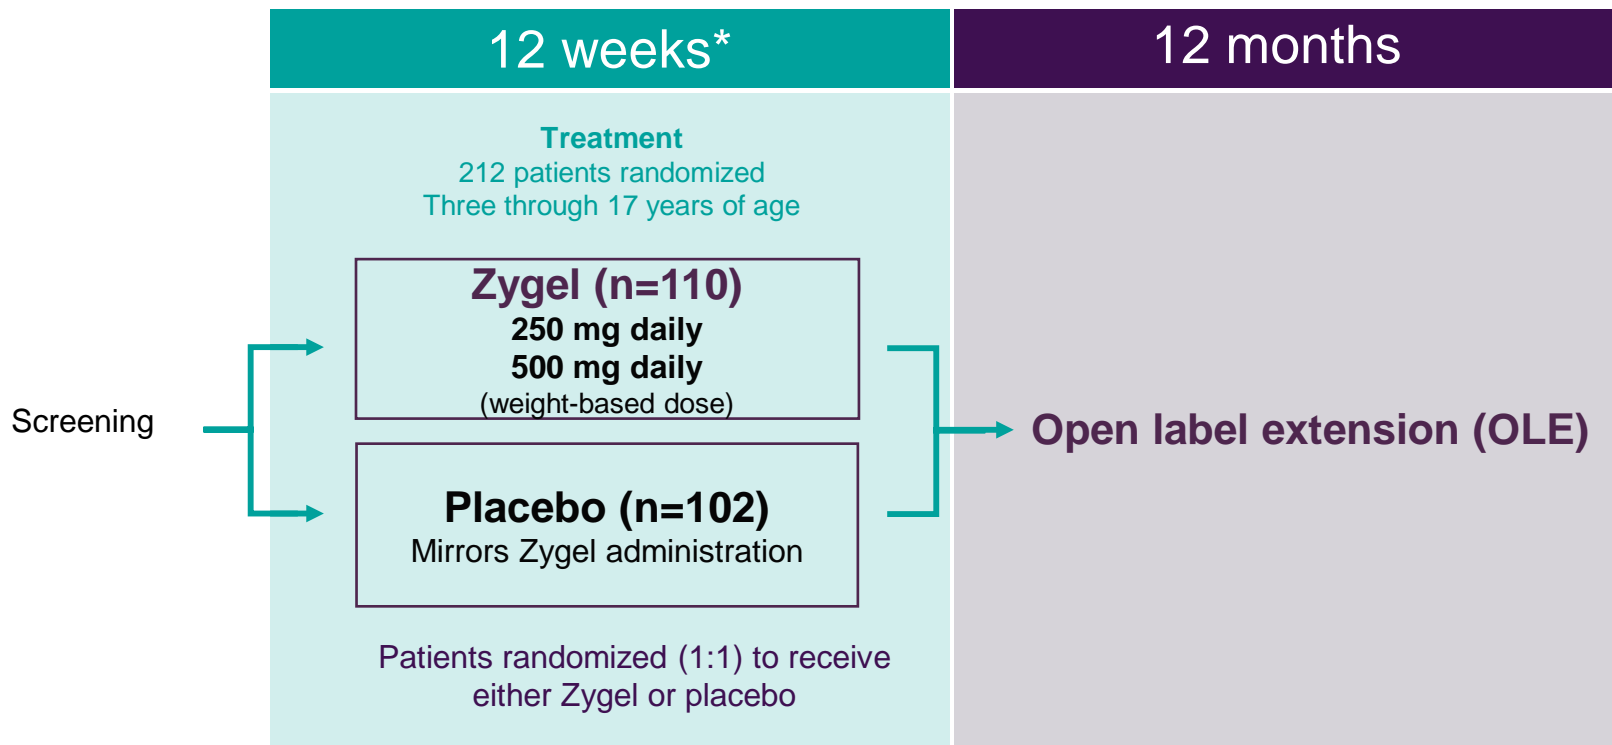 12 weeks*
12 months
Treatment
212 patients randomized
Three through 17 years of age
Zygel (n=110)
250 mg daily
500 mg daily
(weight-based dose)
Screening
Open label extension (OLE)
Placebo (n=102)
Mirrors Zygel administration
Patients randomized (1:1) to receive
either Zygel or placebo